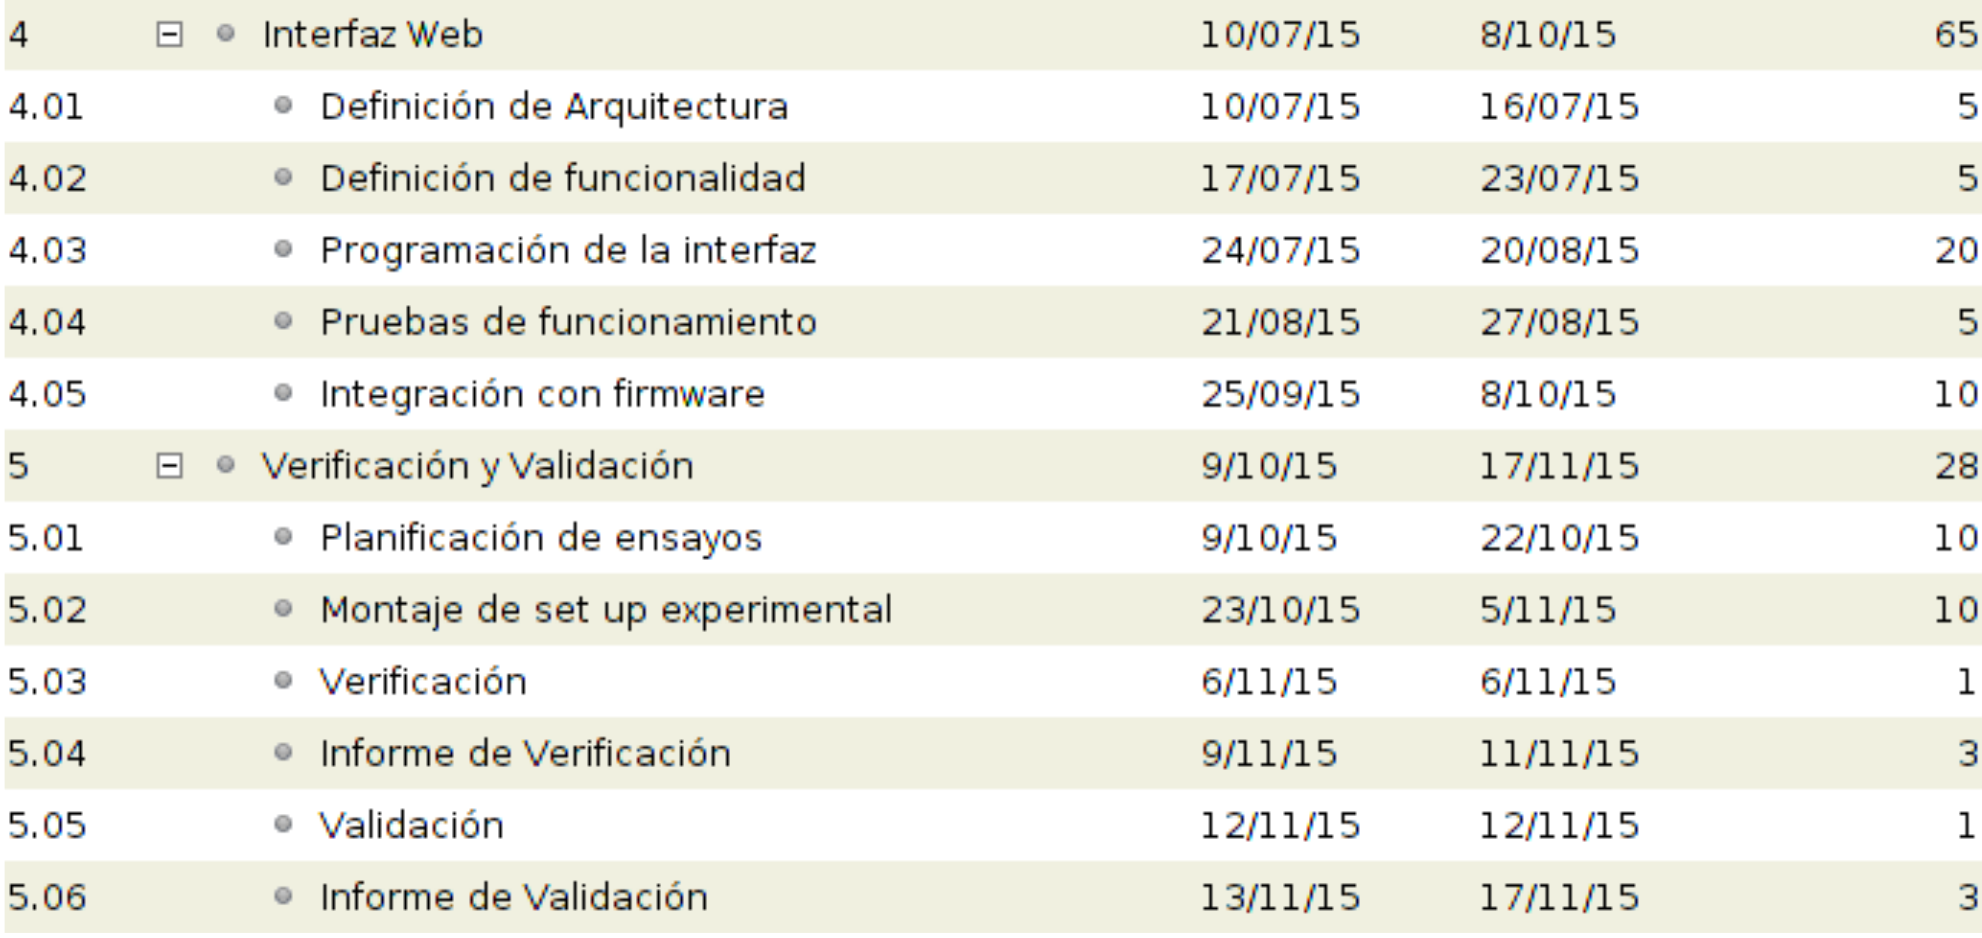 4 Interfaz Web 10/07/15 8/10/15 65
4.01 Definición de Arquitectura 10/07/15 16/07/15 5
4.02 Definición de funcionalidad 17/07/15 23/07/15 5
4.03 Programación de la interfaz 24/07/15 20/08/15 20
4.04 Pruebas de funcionamiento 21/08/15 27/08/15 5
4.05 Integración con firmware 25/09/15 8/10/15 10
5 Verificación y Validación 9/10/15 17/11/15 28
5.01 Planificación de ensayos 9/10/15 22/10/15 10
5.02 Montaje de set up experimental 23/10/15 5/11/15 10
5.03 Verificación 6/11/15 6/11/15 1
5.04 Informe de Verificación 9/11/15 11/11/15 3
5.05 Validación 12/11/15 12/11/15 1
5.06 Informe de Validación 13/11/15 17/11/15 3